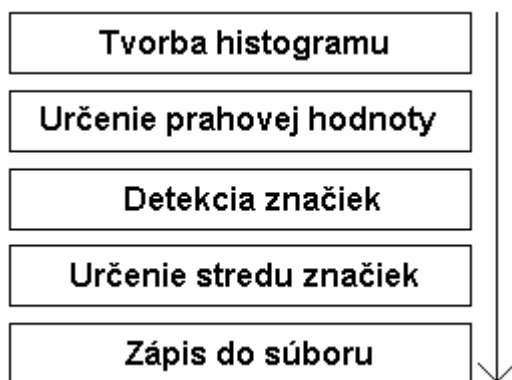 Tvorba histogramu
Určenie prahovej hodnoty
Detekcia značiek
Určenie stredu značiek
Zápis do súboru